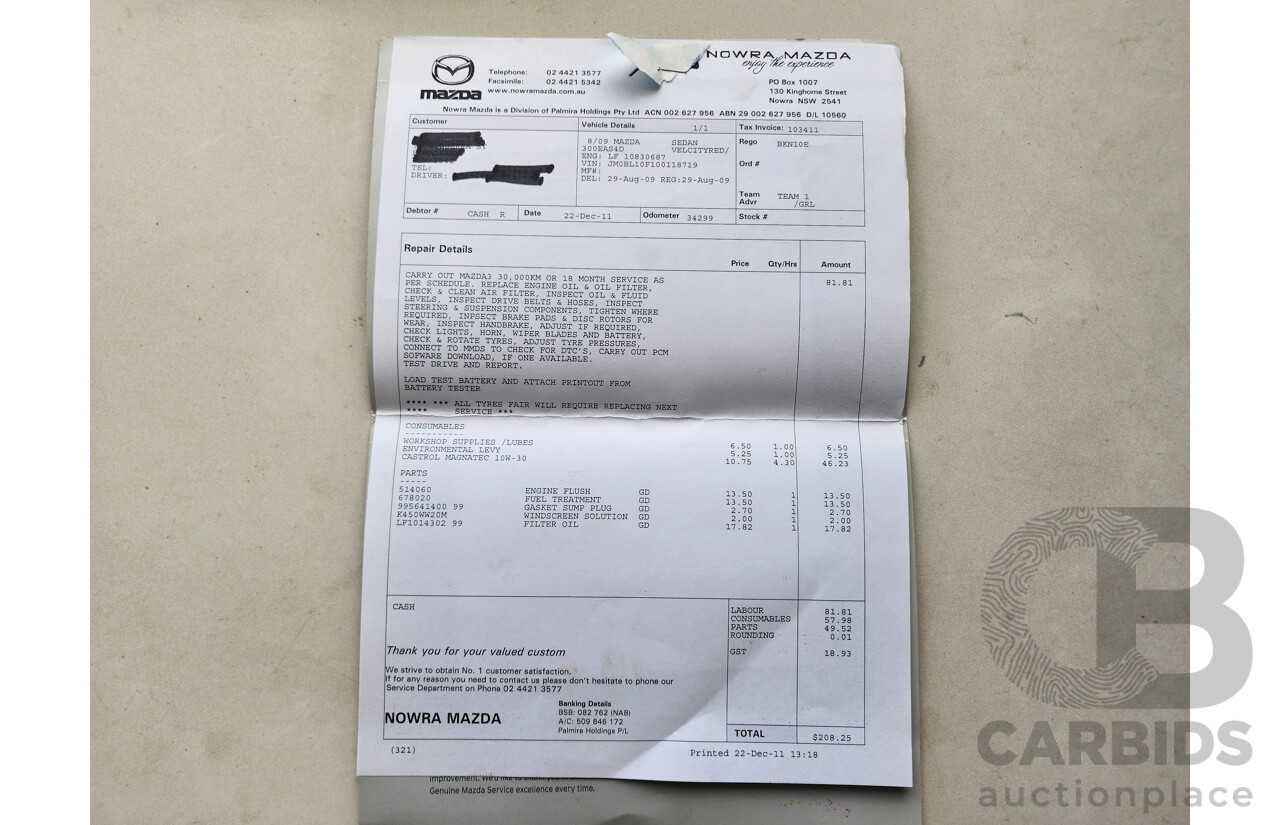 mazda
Telephone: 02 4421 3577
Facsimile: 02 4421 5342
www.nowramazda.com.au
NOWRA MAZDA
enjoy the experience
PO Box 1007
130 Kinghorne Street
Nowra NSW 2541
Nowra Mazda is a Division of Palmira Holdings Pty Ltd ACN 002 627 956 ABN 29 002 627 956 D/L 10560
Customer
TEL:
DRIVER:
Vehicle Details 1/1
8/09 MAZDA SEDAN
300EAS4D VELCITYRED/
ENG: LF 10830687
VIN: JM0BL10F100118719
MF#:
DEL: 29-Aug-09 REG:29-Aug-09
Tax Invoice: 103411
Rego BKN10E
Ord #
Team TEAM 1
Advr /GRL
Debtor # CASH R Date 22-Dec-11 Odometer 34299 Stock #
Repair Details
Price Qty/Hrs Amount
CARRY OUT MAZDA3 30,000KM OR 18 MONTH SERVICE AS 81.81
PER SCHEDULE. REPLACE ENGINE OIL & OIL FILTER,
CHECK & CLEAN AIR FILTER, INSPECT OIL & FLUID
LEVELS, INSPECT DRIVE BELTS & HOSES, INSPECT
STEERING & SUSPENSION COMPONENTS, TIGHTEN WHERE
REQUIRED, INPSECT BRAKE PADS & DISC ROTORS FOR
WEAR, INSPECT HANDBRAKE, ADJUST IF REQUIRED,
CHECK LIGHTS, HORN, WIPER BLADES AND BATTERY,
CHECK & ROTATE TYRES, ADJUST TYRE PRESSURES,
CONNECT TO MMDS TO CHECK FOR DTC'S, CARRY OUT PCM
SOFWARE DOWNLOAD, IF ONE AVAILABLE.
TEST DRIVE AND REPORT.
LOAD TEST BATTERY AND ATTACH PRINTOUT FROM
BATTERY TESTER
**** *** ALL TYRES FAIR WILL REQUIRE REPLACING NEXT
**** SERVICE ***
CONSUMABLES
-----------
WORKSHOP SUPPLIES /LUBES 6.50 1.00 6.50
ENVIRONMENTAL LEVY 5.25 1.00 5.25
CASTROL MAGNATEC 10W-30 10.75 4.30 46.23
PARTS
-----
514060 ENGINE FLUSH GD 13.50 1 13.50
678020 FUEL TREATMENT GD 13.50 1 13.50
995641400 99 GASKET SUMP PLUG GD 2.70 1 2.70
K450WW20M WINDSCREEN SOLUTION GD 2.00 1 2.00
LF1014302 99 FILTER OIL GD 17.82 1 17.82
CASH
LABOUR 81.81
CONSUMABLES 57.98
PARTS 49.52
ROUNDING 0.01
GST 18.93
Thank you for your valued custom
We strive to obtain No. 1 customer satisfaction.
If for any reason you need to contact us please don't hesitate to phone our
Service Department on Phone 02 4421 3577
NOWRA MAZDA
Banking Details
BSB: 082 762 (NAB)
A/C: 509 846 172
Palmira Holdings P/L
TOTAL $208.25
(321) Printed 22-Dec-11 13:18
improvement. We'd like to thank you
Genuine Mazda Service excellence every time.
CB
CARBIDS
auctionplace